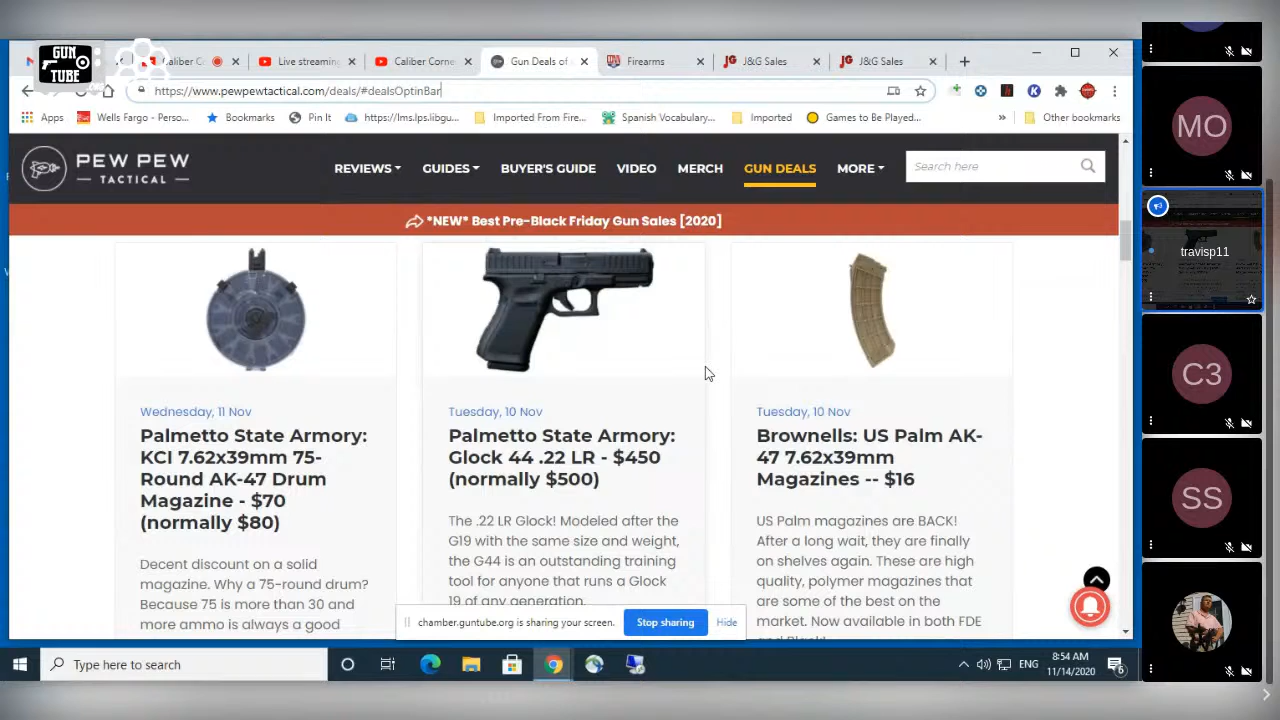 GUN
TUBE
Caliber C
Live streaming
Caliber Corne
Gun Deals of
Firearms
J&G Sales
J&G Sales
https://www.pewpewtactical.com/deals/#dealsOptinBar
Apps
Wells Fargo - Perso...
Bookmarks
Pin It
https://lms.lps.libgu...
Imported From Fire...
Spanish Vocabulary...
Imported
Games to Be Played...
»
Other bookmarks
PEW PEW
TACTICAL
REVIEWS
GUIDES
BUYER'S GUIDE
VIDEO
MERCH
GUN DEALS
MORE
Search here
*NEW* Best Pre-Black Friday Gun Sales [2020]
Wednesday, 11 Nov
Palmetto State Armory:
KCI 7.62x39mm 75-
Round AK-47 Drum
Magazine - $70
(normally $80)
Decent discount on a solid
magazine. Why a 75-round drum?
Because 75 is more than 30 and
more ammo is always a good
Tuesday, 10 Nov
Palmetto State Armory:
Glock 44 .22 LR - $450
(normally $500)
The .22 LR Glock! Modeled after the
G19 with the same size and weight,
the G44 is an outstanding training
tool for anyone that runs a Glock
19 of any generation.
Tuesday, 10 Nov
Brownells: US Palm AK-
47 7.62x39mm
Magazines -- $16
US Palm magazines are BACK!
After a long wait, they are finally
on shelves again. These are high
quality, polymer magazines that
are some of the best on the
market. Now available in both FDE
and Black!
chamber.guntube.org is sharing your screen.
Stop sharing
Hide
Type here to search
ENG
8:54 AM
11/14/2020
6
MO
travisp11
C3
SS